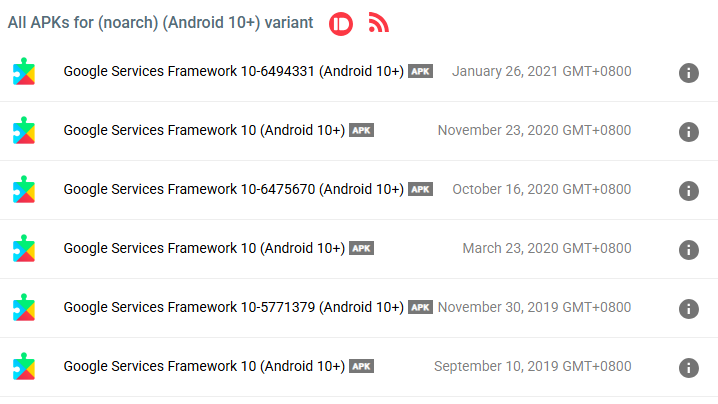 All APKs for (noarch) (Android 10+) variant
Google Services Framework 10-6494331 (Android 10+) APK January 26, 2021 GMT+0800
Google Services Framework 10 (Android 10+) APK November 23, 2020 GMT+0800
Google Services Framework 10-6475670 (Android 10+) APK October 16, 2020 GMT+0800
Google Services Framework 10 (Android 10+) APK March 23, 2020 GMT+0800
Google Services Framework 10-5771379 (Android 10+) APK November 30, 2019 GMT+0800
Google Services Framework 10 (Android 10+) APK September 10, 2019 GMT+0800